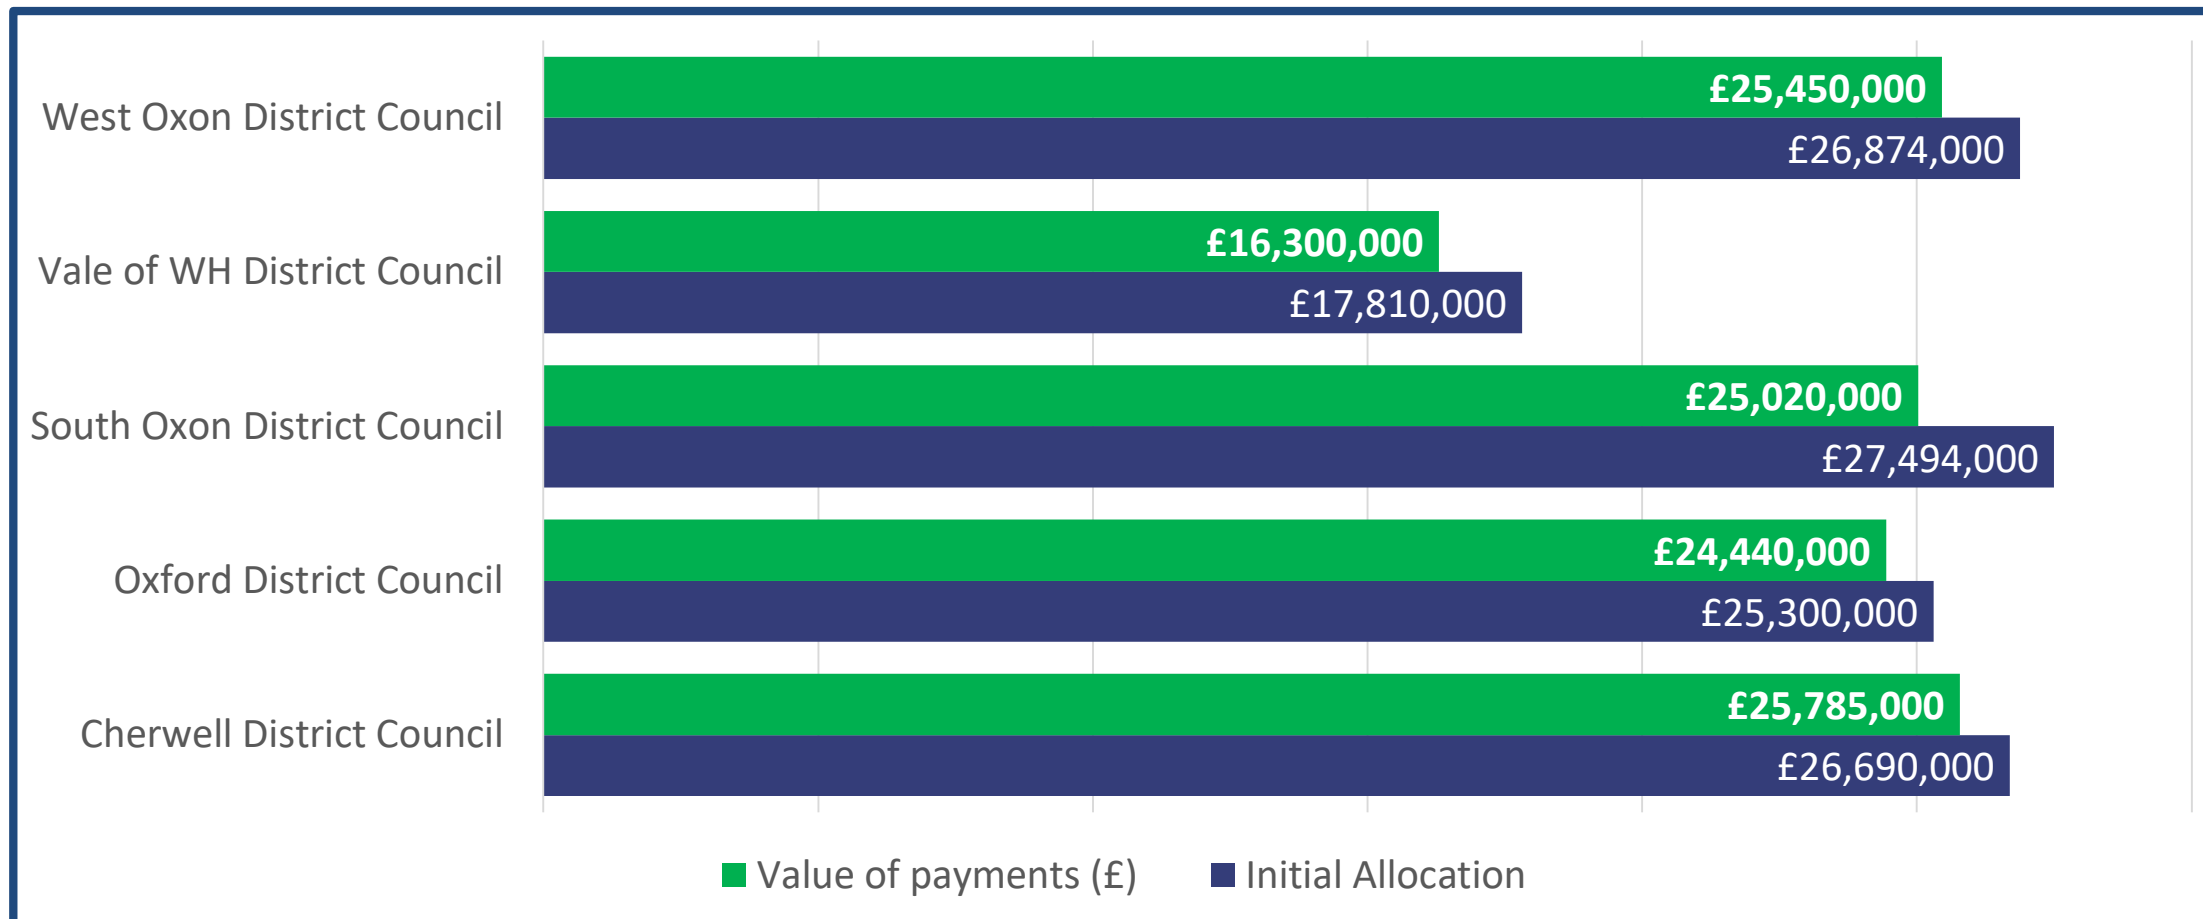 West Oxon District Council
£25,450,000
£26,874,000
Vale of WH District Council
£16,300,000
£17,810,000
South Oxon District Council
£25,020,000
£27,494,000
Oxford District Council
£24,440,000
£25,300,000
Cherwell District Council
£25,785,000
£26,690,000
Value of payments (£)
Initial Allocation